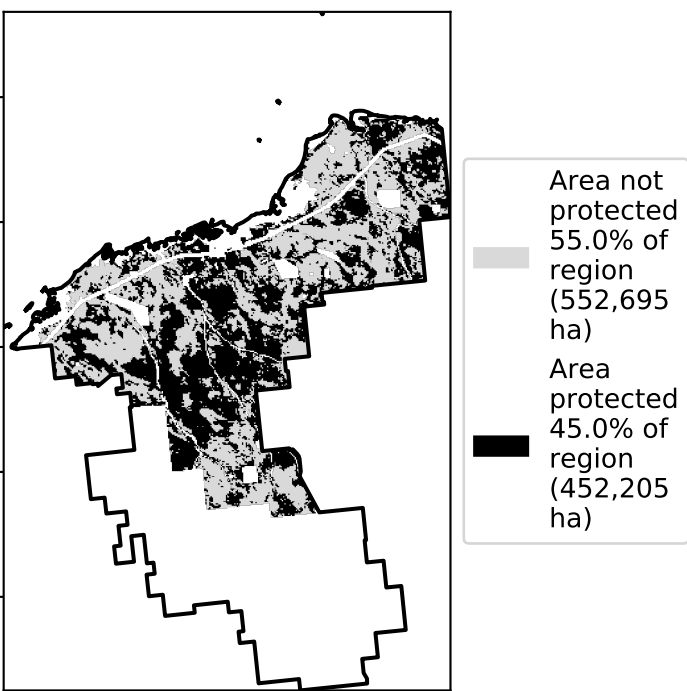 Area not
protected
55.0% of
region
(552,695
ha)
Area
protected
45.0% of
region
(452,205
ha)